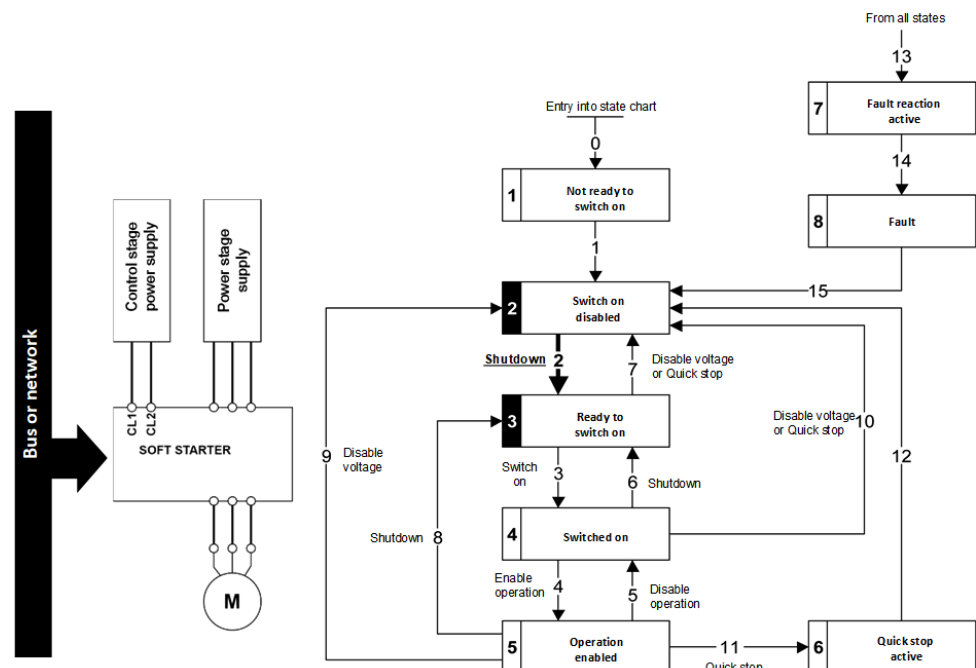 From all states
13
7
Fault reaction
active
14
8
Fault
15
Entry into state chart
0
1
Not ready to
switch on
1
2
Switch on
disabled
Shutdown 2
7
Disable voltage
or Quick stop
3
Ready to
switch on
Switch
on
3
6
Shutdown
4
Switched on
Enable
operation
4
5
Disable
operation
5
Operation
enabled
11
Quick stop
6
Quick stop
active
12
Disable voltage
or Quick stop
10
9
Disable
voltage
Shutdown
8
Bus or network
Control stage
power supply
Power stage
supply
CL1
CL2
SOFT STARTER
M